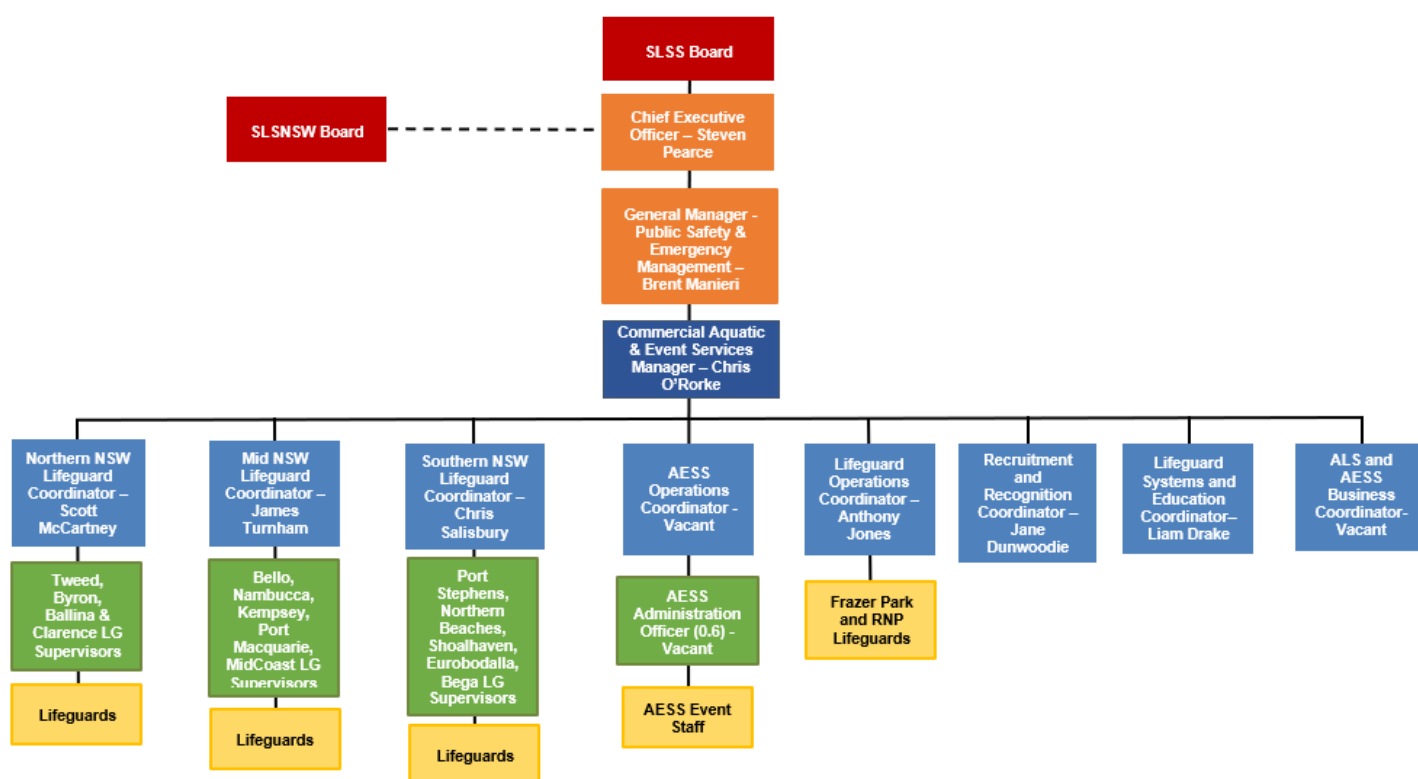 SLSS Board
SLSNSW Board
Chief Executive
Officer – Steven
Pearce
General Manager -
Public Safety &
Emergency
Management –
Brent Manieri
Commercial Aquatic
& Event Services
Manager – Chris
O'Rorke
Northern NSW
Lifeguard
Coordinator –
Scott
McCartney
Mid NSW
Lifeguard
Coordinator –
James
Turnham
Southern NSW
Lifeguard
Coordinator –
Chris
Salisbury
AESS
Operations
Coordinator -
Vacant
Lifeguard
Operations
Coordinator –
Anthony
Jones
Recruitment
and
Recognition
Coordinator –
Jane
Dunwoodie
Lifeguard
Systems and
Education
Coordinator–
Liam Drake
ALS and
AESS
Business
Coordinator-
Vacant
Tweed,
Byron,
Ballina &
Clarence LG
Supervisors
Bello,
Nambucca,
Kempsey,
Port
Macquarie,
MidCoast LG
Supervisors
Port
Stephens,
Northern
Beaches,
Shoalhaven,
Eurobodalla,
Bega LG
Supervisors
AESS
Administration
Officer (0.6) -
Vacant
Frazer Park
and RNP
Lifeguards
Lifeguards
Lifeguards
Lifeguards
AESS Event
Staff